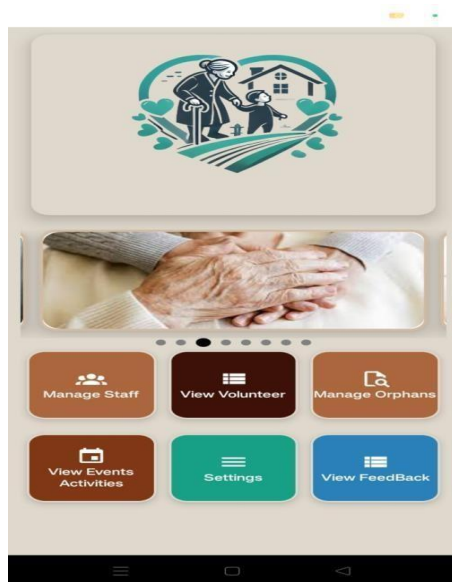 Manage Staff
View Volunteer
Manage Orphans
View Events
Activities
Settings
View FeedBack